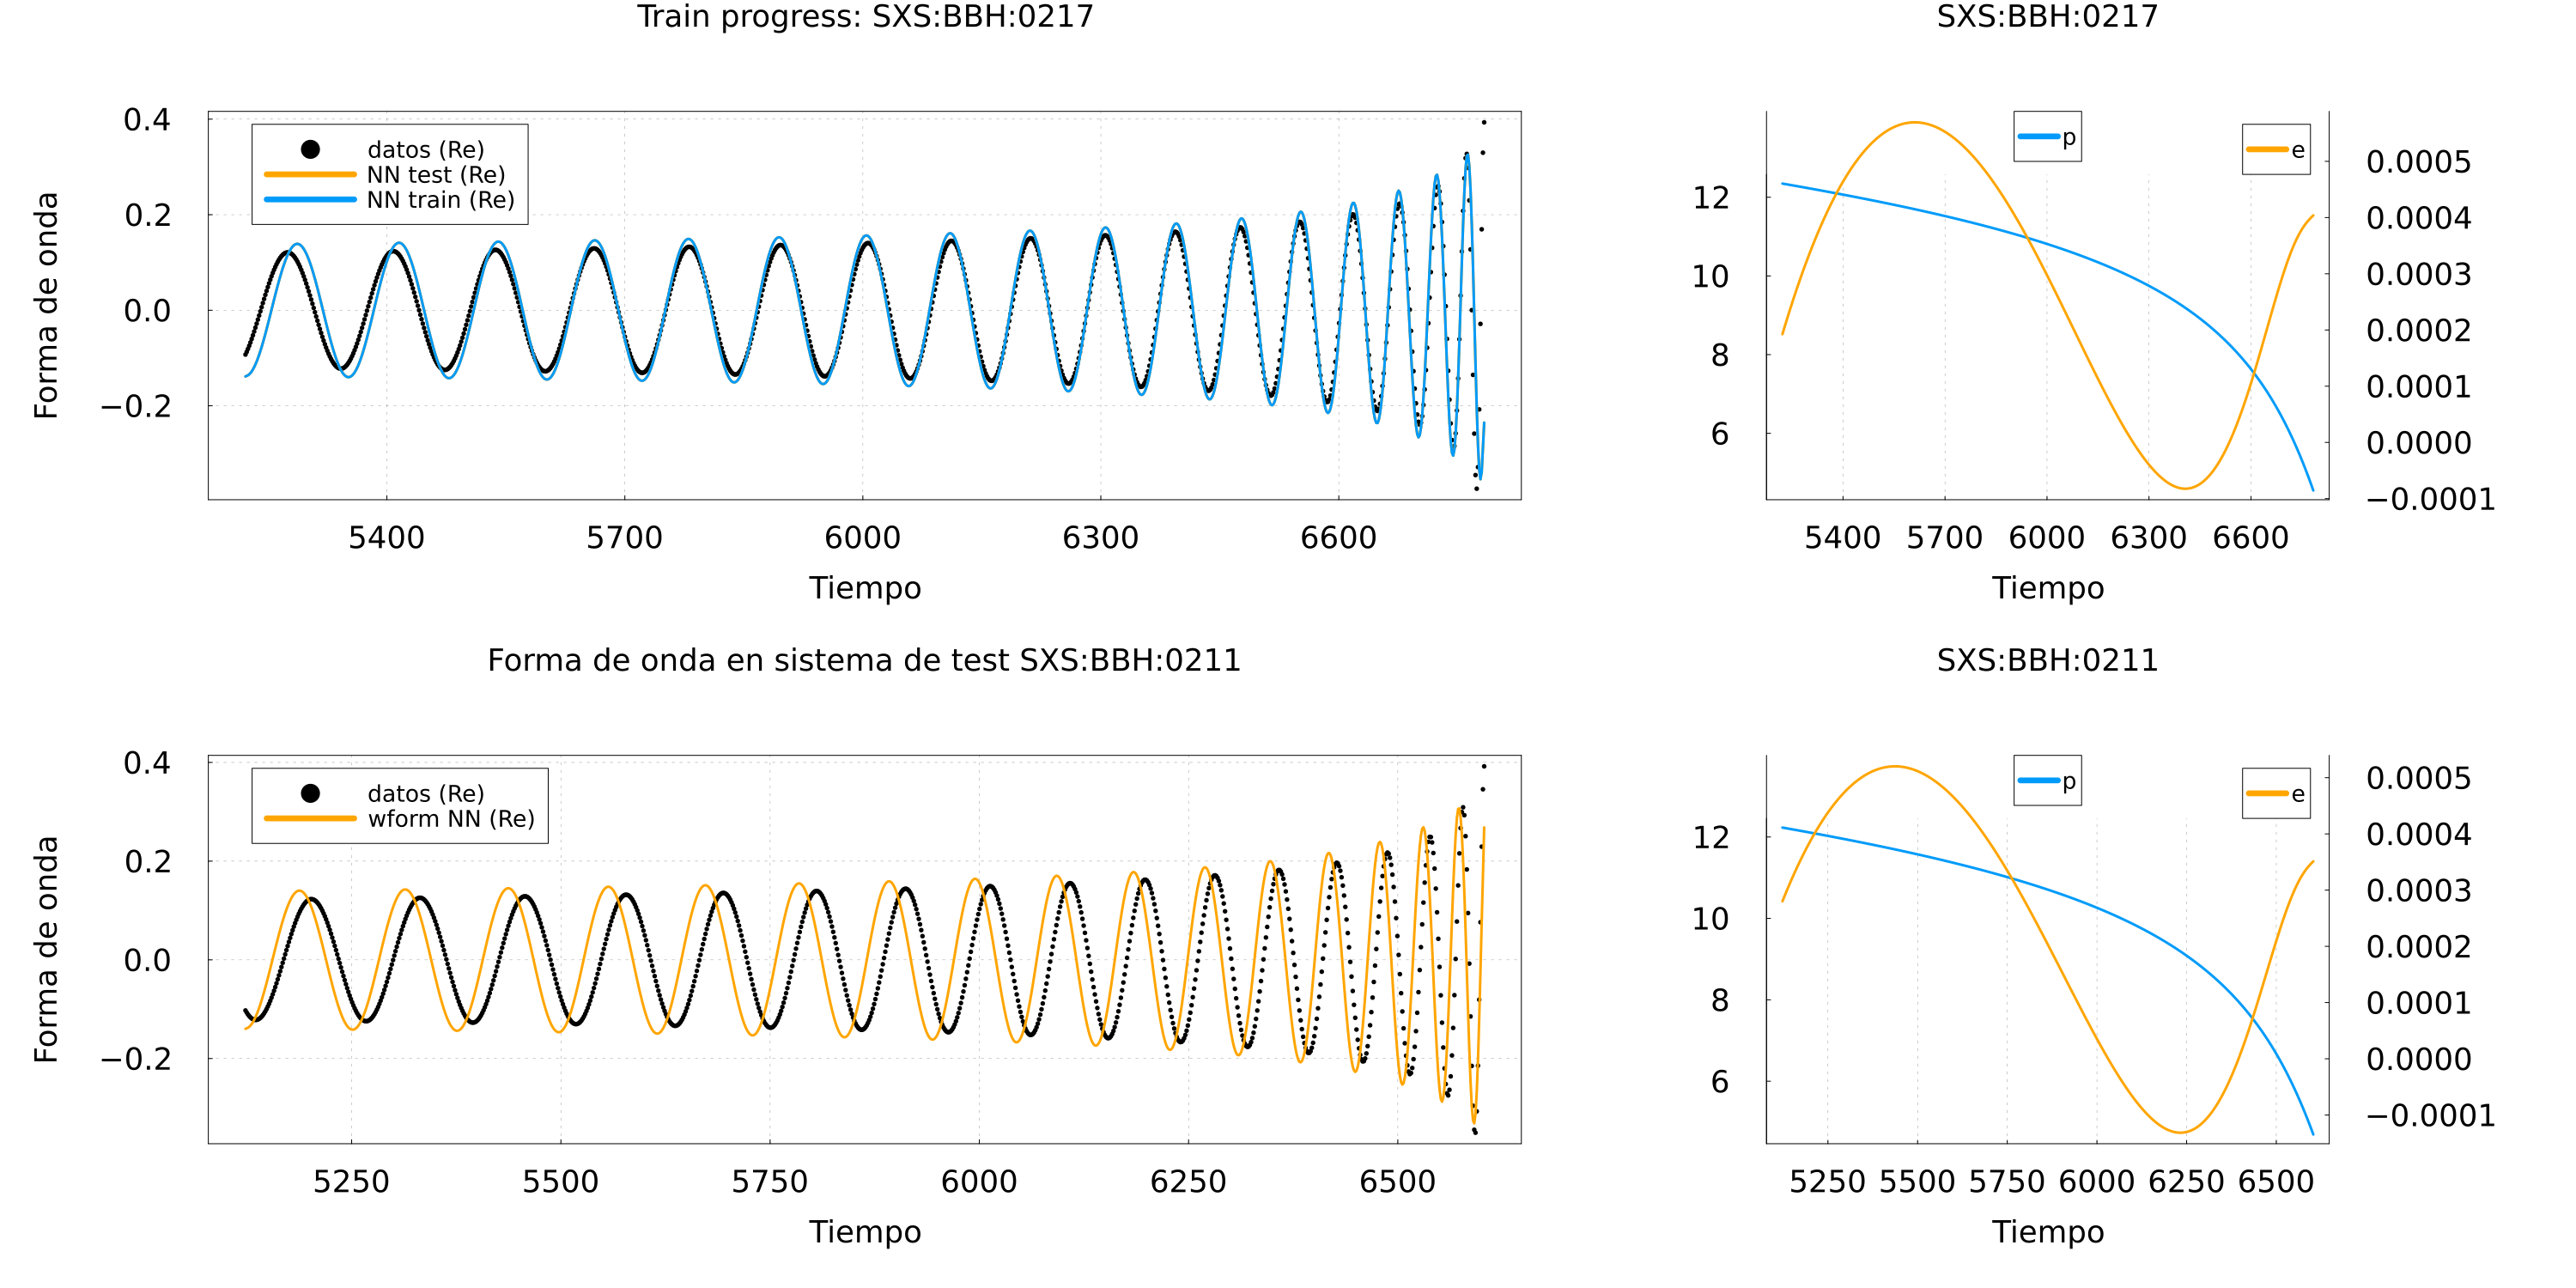 Train progress: SXS:BBH:0217
0.4
0.2
0.0
−0.2
Forma de onda
datos (Re)
NN test (Re)
NN train (Re)
5400 5700 6000 6300 6600
Tiempo
SXS:BBH:0217
12
10
8
6
p
e
0.0005
0.0004
0.0003
0.0002
0.0001
0.0000
−0.0001
5400 5700 6000 6300 6600
Tiempo
Forma de onda en sistema de test SXS:BBH:0211
0.4
0.2
0.0
−0.2
Forma de onda
datos (Re)
wform NN (Re)
5250 5500 5750 6000 6250 6500
Tiempo
SXS:BBH:0211
12
10
8
6
p
e
0.0005
0.0004
0.0003
0.0002
0.0001
0.0000
−0.0001
5250 5500 5750 6000 6250 6500
Tiempo